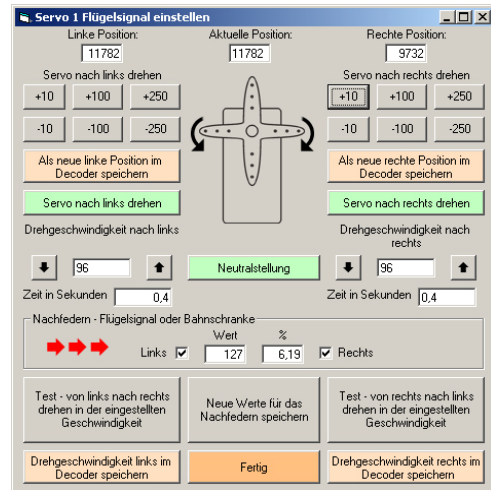 Servo 1 Flügelsignal einstellen
Linke Position:
Aktuelle Position:
Rechte Position:
11782
11782
9732
Servo nach links drehen
Servo nach rechts drehen
+10 +100 +250
+10 +100 +250
-10 -100 -250
-10 -100 -250
Als neue linke Position im
Decoder speichern
Als neue rechte Position im
Decoder speichern
Servo nach links drehen
Servo nach rechts drehen
Drehgeschwindigkeit nach links
Drehgeschwindigkeit nach
rechts
96
Neutralstellung
96
Zeit in Sekunden 0,4
Zeit in Sekunden 0,4
Nachfedern - Flügelsignal oder Bahnschranke
Wert %
Links 127 6,19 Rechts
Test - von links nach rechts
drehen in der eingestellten
Geschwindigkeit
Neue Werte für das
Nachfedern speichern
Test - von rechts nach links
drehen in der eingestellten
Geschwindigkeit
Drehgeschwindigkeit links im
Decoder speichern
Fertig
Drehgeschwindigkeit rechts im
Decoder speichern